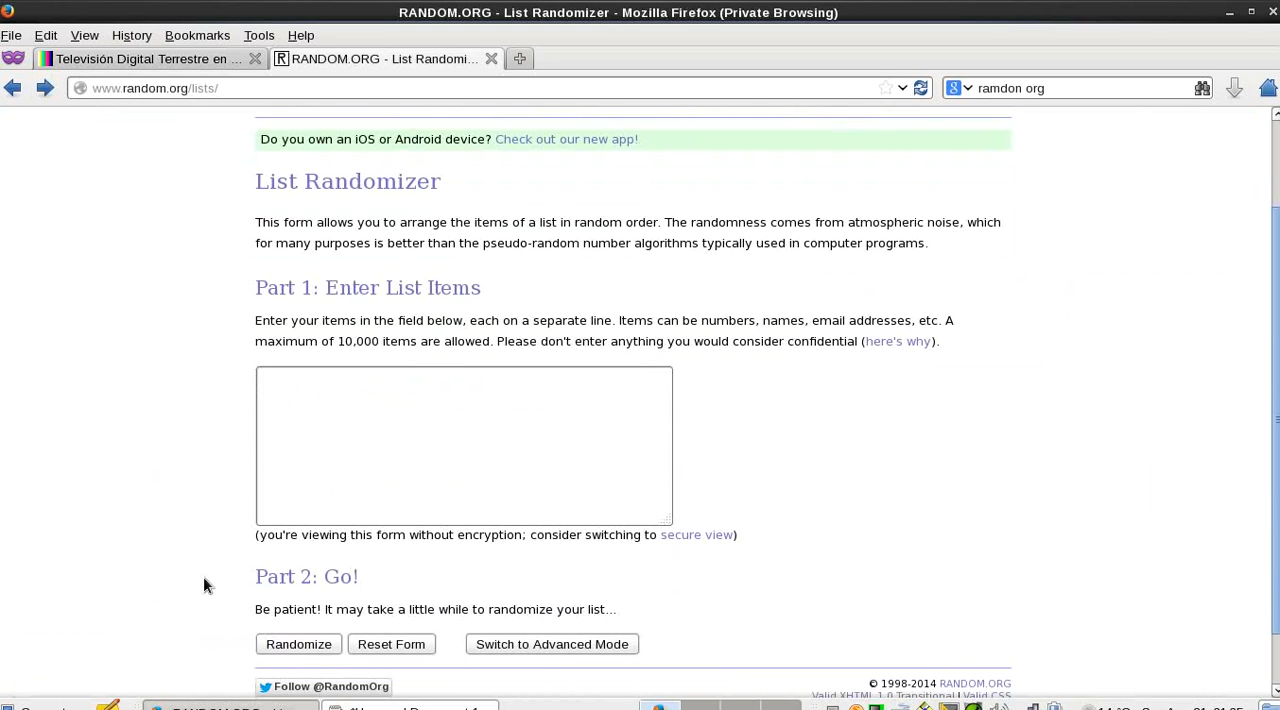 RANDOM.ORG - List Randomizer - Mozilla Firefox (Private Browsing)
File Edit View History Bookmarks Tools Help
Televisión Digital Terrestre en ... RANDOM.ORG - List Randomi...
www.random.org/lists/ ramdon org
Do you own an iOS or Android device? Check out our new app!
List Randomizer
This form allows you to arrange the items of a list in random order. The randomness comes from atmospheric noise, which
for many purposes is better than the pseudo-random number algorithms typically used in computer programs.
Part 1: Enter List Items
Enter your items in the field below, each on a separate line. Items can be numbers, names, email addresses, etc. A
maximum of 10,000 items are allowed. Please don't enter anything you would consider confidential (here's why).
(you're viewing this form without encryption; consider switching to secure view)
Part 2: Go!
Be patient! It may take a little while to randomize your list...
Randomize Reset Form Switch to Advanced Mode
Follow @RandomOrg © 1998-2014 RANDOM.ORG
Valid XHTML 1.0 Transitional | Valid CSS